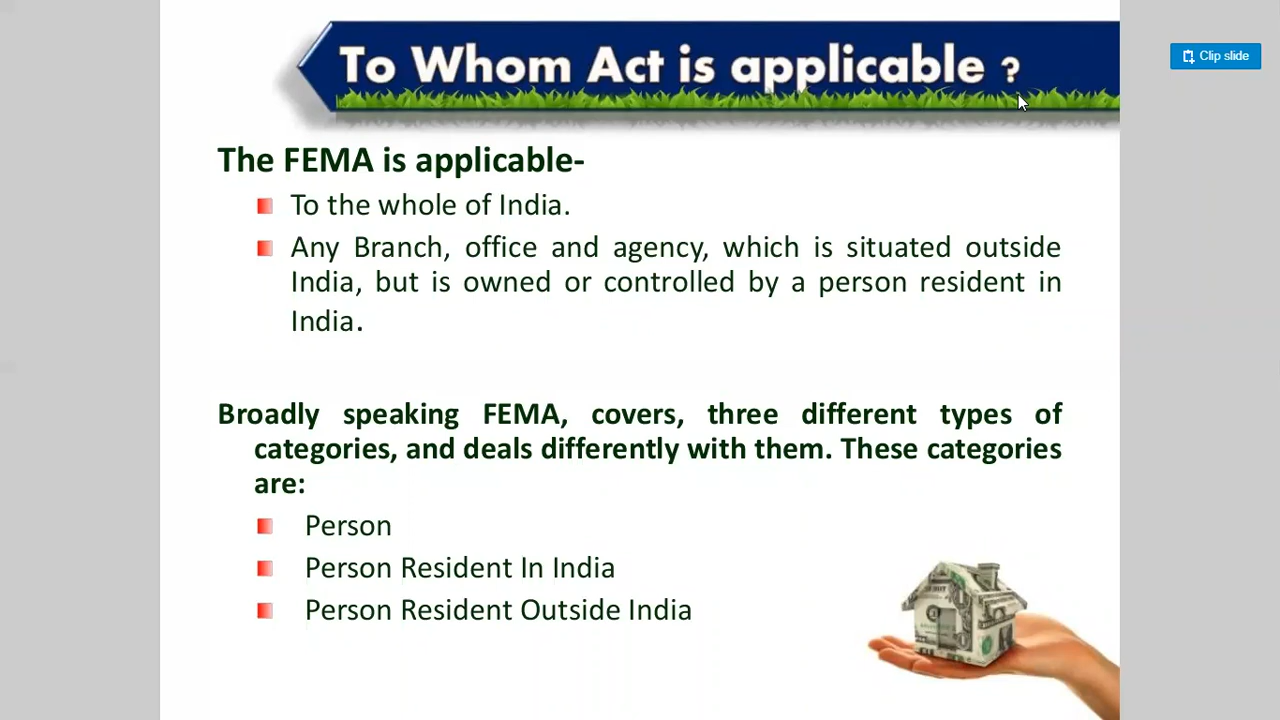 To Whom Act is applicable ?
Clip slide
The FEMA is applicable-
To the whole of India.
Any Branch, office and agency, which is situated outside
India, but is owned or controlled by a person resident in
India.
Broadly speaking FEMA, covers, three different types of
categories, and deals differently with them. These categories
are:
Person
Person Resident In India
Person Resident Outside India